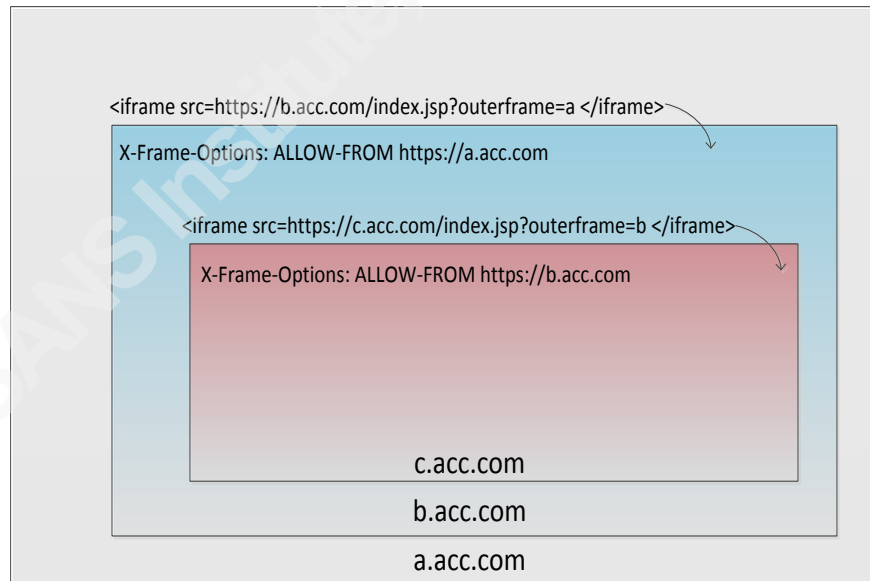 <iframe src=https://b.acc.com/index.jsp?outerframe=a </iframe>
X-Frame-Options: ALLOW-FROM https://a.acc.com
<iframe src=https://c.acc.com/index.jsp?outerframe=b </iframe>
X-Frame-Options: ALLOW-FROM https://b.acc.com
c.acc.com
b.acc.com
a.acc.com
SANS Institute